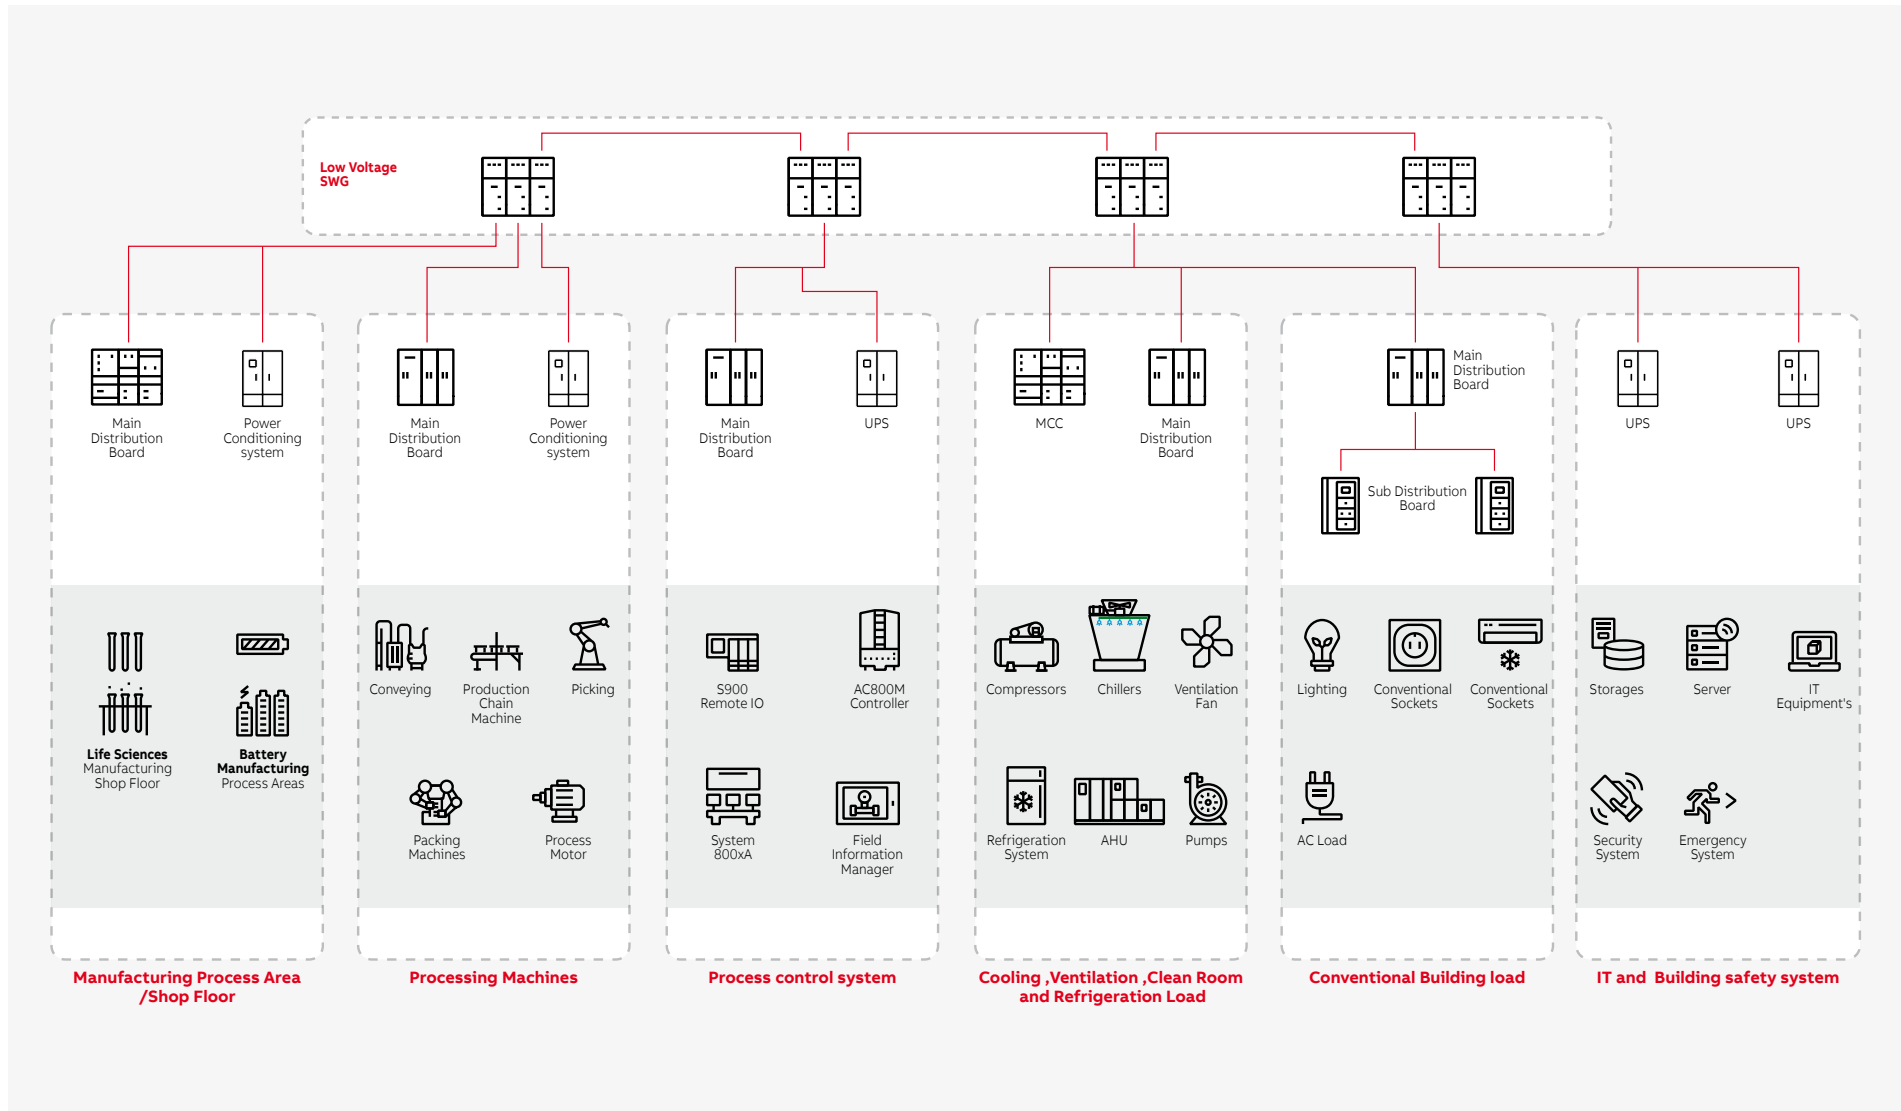 Low Voltage
SWG
Main
Distribution
Board
Power
Conditioning
system
Main
Distribution
Board
Power
Conditioning
system
Main
Distribution
Board
UPS
MCC
Main
Distribution
Board
Main
Distribution
Board
Sub Distribution
Board
UPS
UPS
Life Sciences
Manufacturing
Shop Floor
Battery
Manufacturing
Process Areas
Conveying
Production
Chain
Machine
Picking
Packing
Machines
Process
Motor
S900
Remote IO
AC800M
Controller
System
800xA
Field
Information
Manager
Compressors
Chillers
Ventilation
Fan
Refrigeration
System
AHU
Pumps
Lighting
Conventional
Sockets
Conventional
Sockets
AC Load
Storages
Server
IT
Equipment's
Security
System
Emergency
System
Manufacturing Process Area
/Shop Floor
Processing Machines
Process control system
Cooling ,Ventilation ,Clean Room
and Refrigeration Load
Conventional Building load
IT and  Building safety system